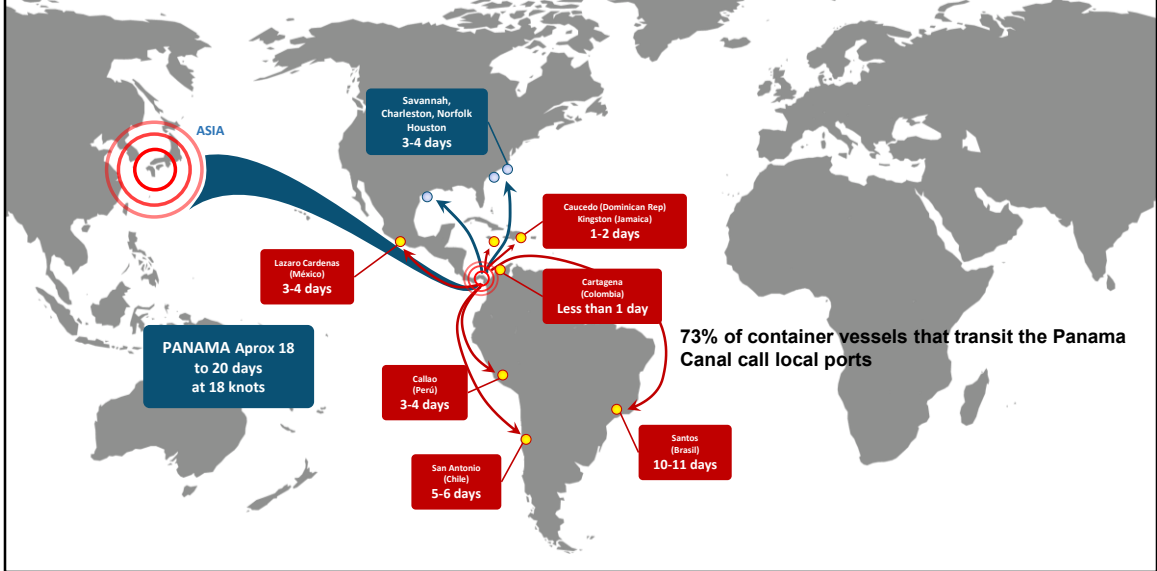 ASIA
Savannah,
Charleston, Norfolk
Houston
3-4 days
Caucedo (Dominican Rep)
Kingston (Jamaica)
1-2 days
Lazaro Cardenas
(México)
3-4 days
Cartagena
(Colombia)
Less than 1 day
PANAMA Aprox 18
to 20 days
at 18 knots
73% of container vessels that transit the Panama
Canal call local ports
Callao
(Perú)
3-4 days
Santos
(Brasil)
10-11 days
San Antonio
(Chile)
5-6 days